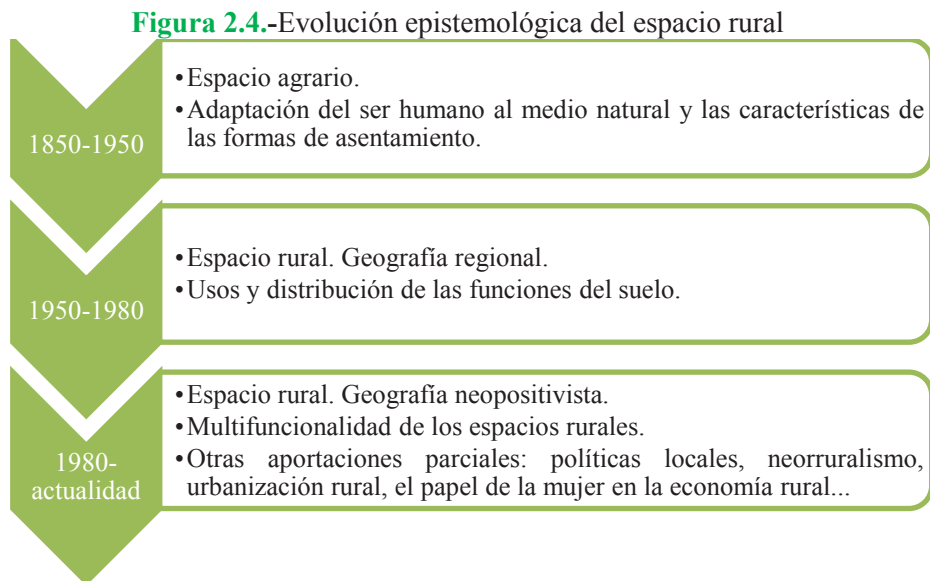 Figura 2.4.-Evolución epistemológica del espacio rural
1850-1950
•Espacio agrario.
•Adaptación del ser humano al medio natural y las características de
las formas de asentamiento.
1950-1980
•Espacio rural. Geografía regional.
•Usos y distribución de las funciones del suelo.
1980-
actualidad
•Espacio rural. Geografía neopositivista.
•Multifuncionalidad de los espacios rurales.
•Otras aportaciones parciales: políticas locales, neorruralismo,
urbanización rural, el papel de la mujer en la economía rural...